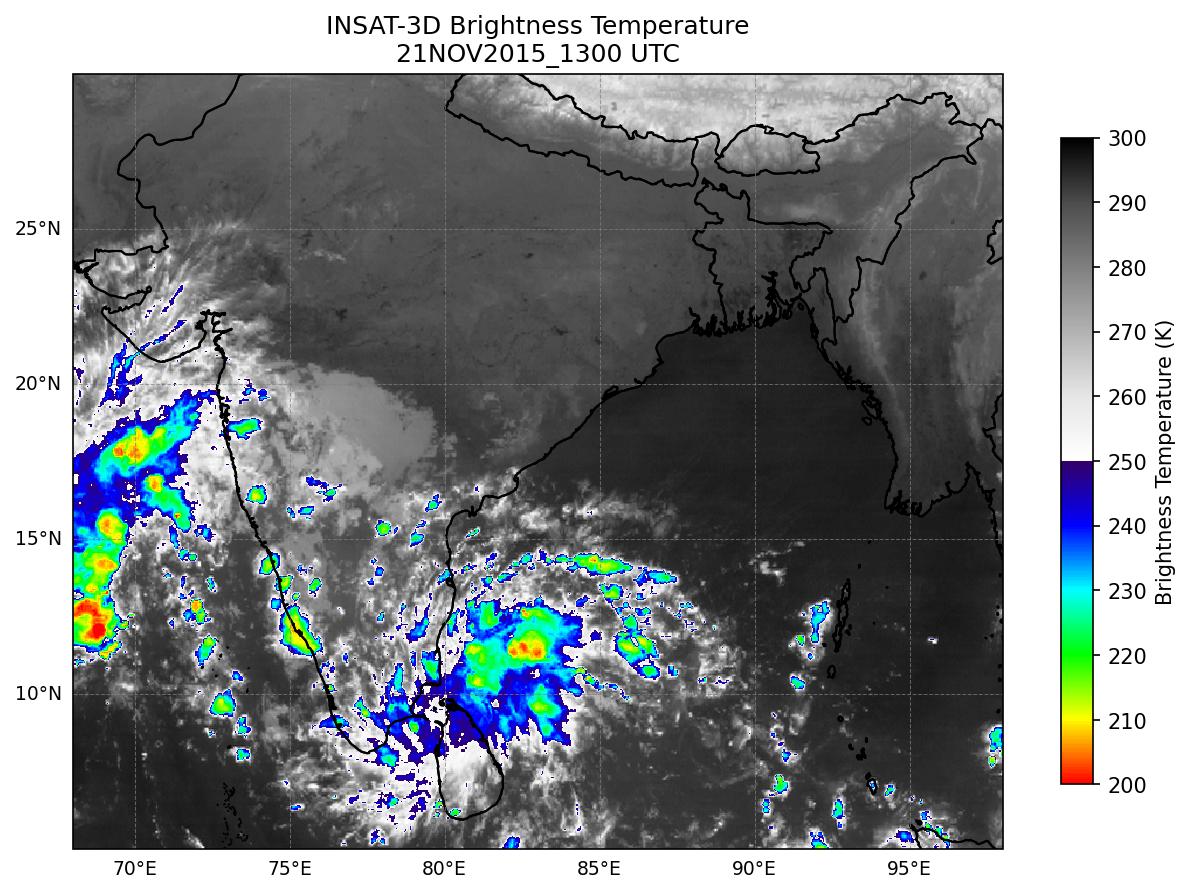 INSAT-3D Brightness Temperature
21NOV2015_1300 UTC
25°N
20°N
15°N
10°N
70°E
75°E
80°E
85°E
90°E
95°E
300
290
280
270
260
250
240
230
220
210
200
Brightness Temperature (K)